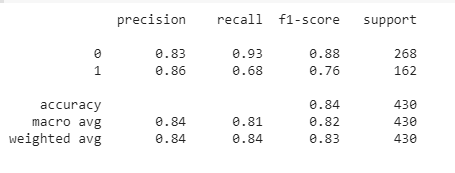 precision recall f1-score support
0 0.83 0.93 0.88 268
1 0.86 0.68 0.76 162
accuracy 0.84 430
macro avg 0.84 0.81 0.82 430
weighted avg 0.84 0.84 0.83 430